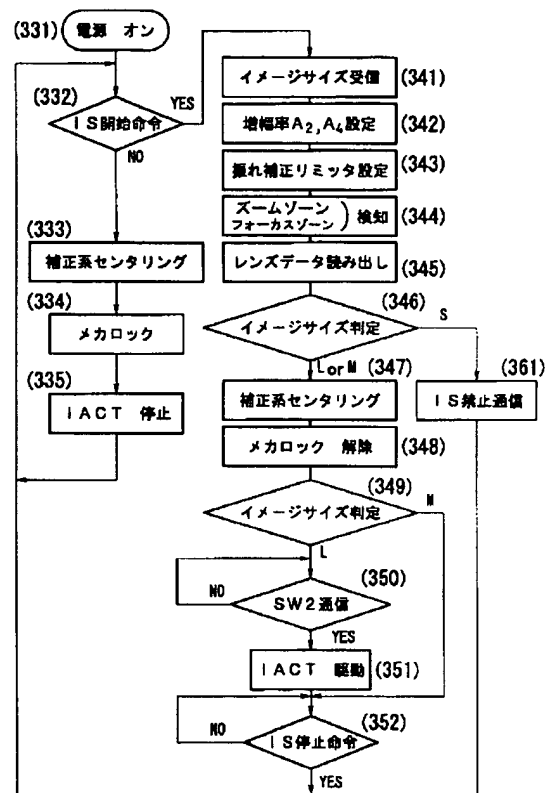 (331) 電源 オン
(332) IS開始命令
YES
NO
(333)
補正系センタリング
(334)
メカロック
(335)
IACT 停止
イメージサイズ受信 (341)
増幅率A2,A4設定 (342)
振れ補正リミッタ設定 (343)
ズームゾーン
フォーカスゾーン ) 検知 (344)
レンズデータ読み出し (345)
(346)
イメージサイズ判定
S
L or M (347)
補正系センタリング
(361)
IS禁止通信
メカロック 解除 (348)
(349)
イメージサイズ判定
M
L
(350)
SW2通信
NO
YES
IACT 駆動 (351)
(352)
IS停止命令
NO
YES